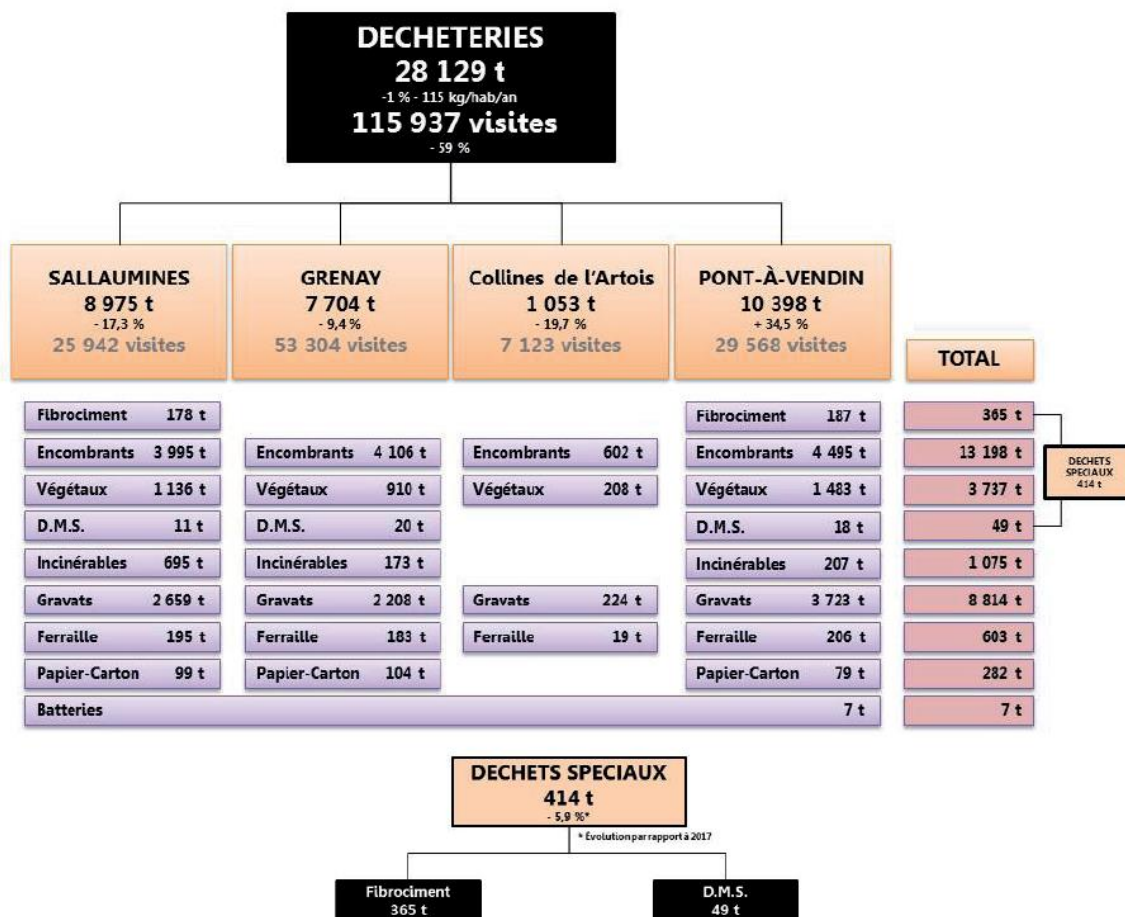 DECHETERIES
28 129 t
-1 % - 115 kg/hab/an
115 937 visites
- 59 %
SALLAUMINES
8 975 t
- 17,3 %
25 942 visites
GRENAY
7 704 t
- 9,4 %
53 304 visites
Collines de l'Artois
1 053 t
- 19,7 %
7 123 visites
PONT-À-VENDIN
10 398 t
+ 34,5 %
29 568 visites
TOTAL
Fibrociment 178 t Fibrociment 187 t 365 t
Encombrants 3 995 t Encombrants 4 106 t Encombrants 602 t Encombrants 4 495 t 13 198 t
Végétaux 1 136 t Végétaux 910 t Végétaux 208 t Végétaux 1 483 t 3 737 t
D.M.S. 11 t D.M.S. 20 t D.M.S. 18 t 49 t
Incinérables 695 t Incinérables 173 t Incinérables 207 t 1 075 t
Gravats 2 659 t Gravats 2 208 t Gravats 224 t Gravats 3 723 t 8 814 t
Ferraille 195 t Ferraille 183 t Ferraille 19 t Ferraille 206 t 603 t
Papier-Carton 99 t Papier-Carton 104 t Papier-Carton 79 t 282 t
Batteries 7 t 7 t
DECHETS
SPECIAUX
414 t
DECHETS SPECIAUX
414 t
- 5,9 %*
* Évolution par rapport à 2017
Fibrociment
365 t
D.M.S.
49 t